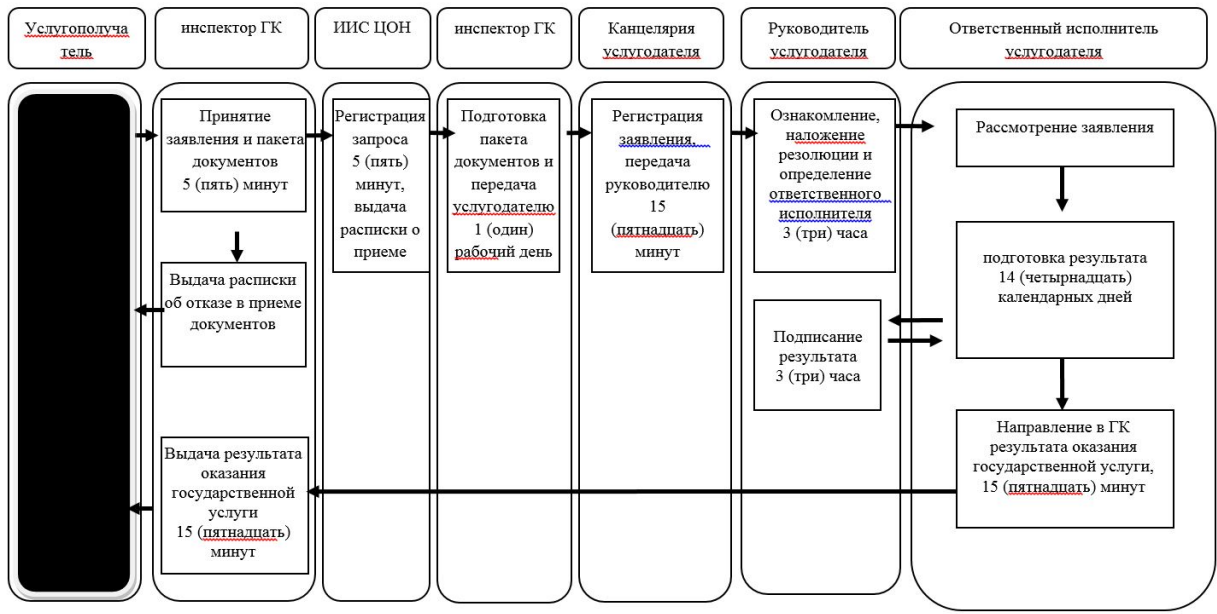 Услугополуча
тель
инспектор ГК
ИИС ЦОН
инспектор ГК
Канцелярия
услугодателя
Руководитель
услугодателя
Ответственный исполнитель
услугодателя
Принятие
заявления и пакета
документов
5 (пять) минут
Выдача расписки
об отказе в приеме
документов
Выдача результата
оказания
государственной
услуги
15 (пятнадцать)
минут
Регистрация
запроса
5 (пять)
минут,
выдача
расписки о
приеме
Подготовка
пакета
документов и
передача
услугодателю
1 (один)
рабочий день
Регистрация
заявления,
передача
руководителю
15
(пятнадцать)
минут
Ознакомление,
наложение
резолюции и
определение
ответственного
исполнителя
3 (три) часа
Подписание
результата
3 (три) часа
Рассмотрение заявления
подготовка результата
14 (четырнадцать)
календарных дней
Направление в ГК
результата оказания
государственной услуги,
15 (пятнадцать) минут